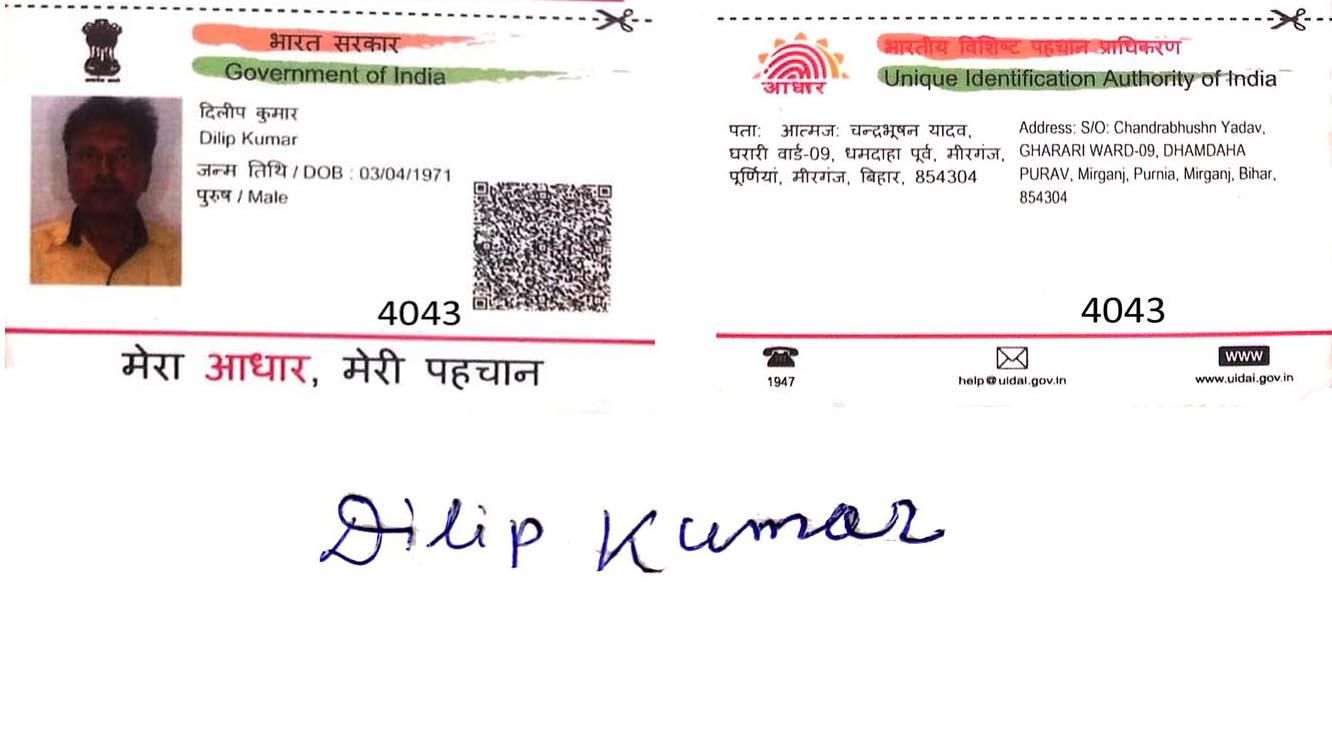 भारत सरकार
Government of India
दिलीप कुमार
Dilip Kumar
जन्म तिथि / DOB : 03/04/1971
पुरुष / Male
4043
मेरा आधार, मेरी पहचान
भारतीय विशिष्ट पहचान प्राधिकरण
Unique Identification Authority of India
आधार
पता: आत्मज: चन्द्रभूषन यादव,
घरारी वार्ड-09, धमदाहा पूर्व, मीरगंज,
पूर्णियां, मीरगंज, बिहार, 854304
Address: S/O: Chandrabhushn Yadav,
GHARARI WARD-09, DHAMDAHA
PURAV, Mirganj, Purnia, Mirganj, Bihar,
854304
4043
1947
help@uidai.gov.in
www
www.uidai.gov.in
Dilip Kumar